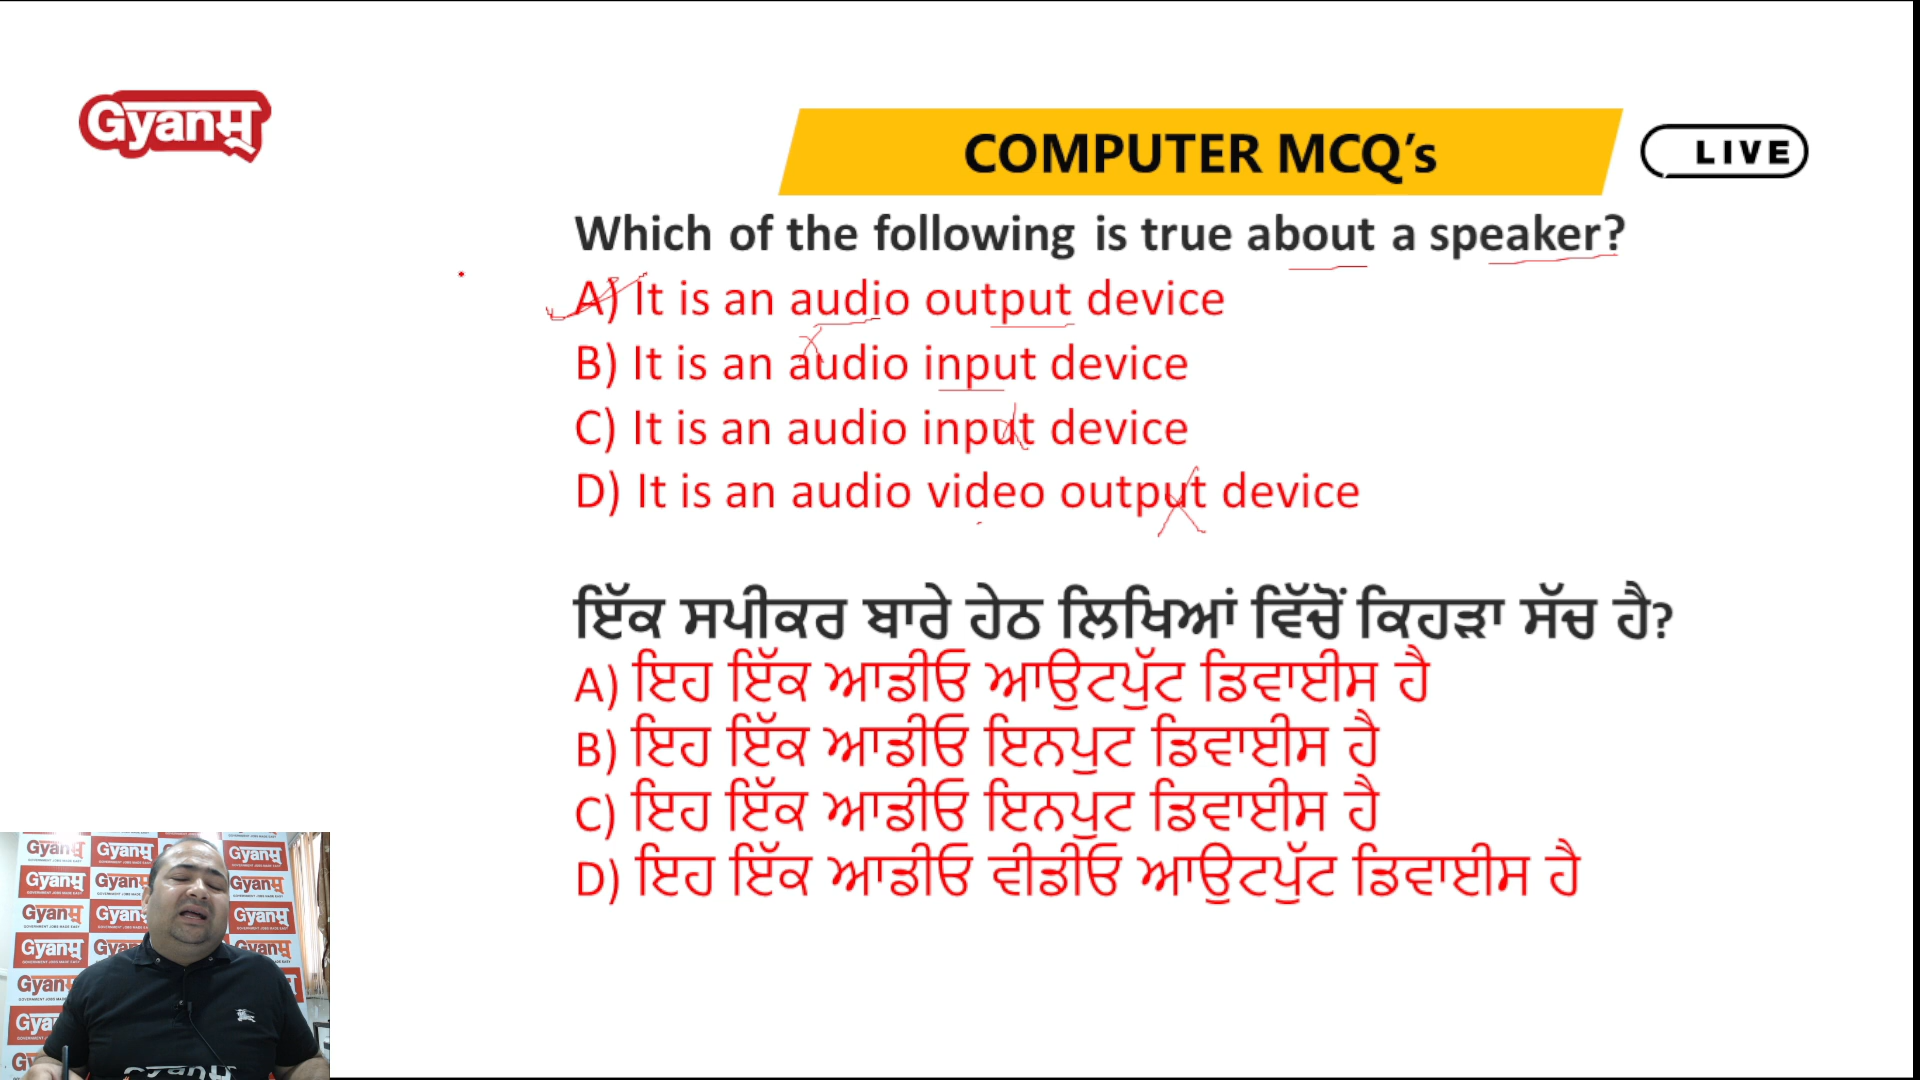 Gyanम्
COMPUTER MCQ’s
LIVE
Which of the following is true about a speaker?
A) It is an audio output device
B) It is an audio input device
C) It is an audio input device
D) It is an audio video output device
ਇੱਕ ਸਪੀਕਰ ਬਾਰੇ ਹੇਠ ਲਿਖਿਆਂ ਵਿੱਚੋਂ ਕਿਹੜਾ ਸੱਚ ਹੈ?
A) ਇਹ ਇੱਕ ਆਡੀਓ ਆਉਟਪੁੱਟ ਡਿਵਾਈਸ ਹੈ
B) ਇਹ ਇੱਕ ਆਡੀਓ ਇਨਪੁਟ ਡਿਵਾਈਸ ਹੈ
C) ਇਹ ਇੱਕ ਆਡੀਓ ਇਨਪੁਟ ਡਿਵਾਈਸ ਹੈ
D) ਇਹ ਇੱਕ ਆਡੀਓ ਵੀਡੀਓ ਆਉਟਪੁੱਟ ਡਿਵਾਈਸ ਹੈ